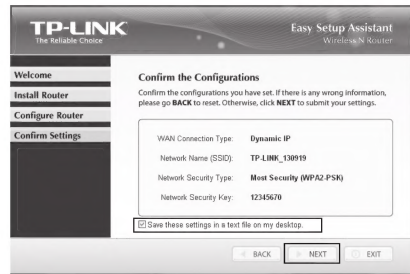 TP-LINK
The Reliable Choice
Easy Setup Assistant
Wireless N Router
Welcome
Install Router
Configure Router
Confirm Settings
Confirm the Configurations
Confirm the configurations you have set. If there is any wrong information,
please go BACK to reset. Otherwise, click NEXT to submit your settings.
WAN Connection Type: Dynamic IP
Network Name (SSID): TP-LINK_130919
Network Security Type: Most Security (WPA2-PSK)
Network Security Key: 12345670
Save these settings in a text file on my desktop.
BACK
NEXT
EXIT